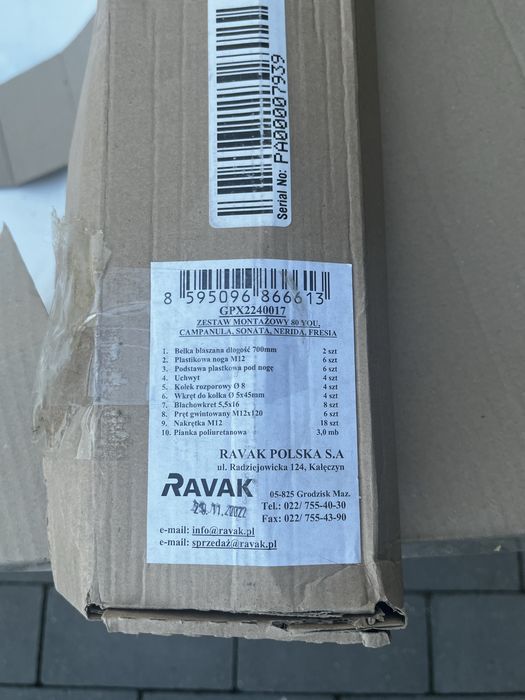 Serial No: PA00007939
8 595096 866613
GPX2240017
ZESTAW MONTAŻOWY 80 YOU,
CAMPANULA, SONATA, NERIDA, FRESIA
1. Belka blaszana długość 700mm 2 szt
2. Plastikowa noga M12 6 szt
3. Podstawa plastkowa pod nogę 6 szt
4. Uchwyt 4 szt
5. Kołek rozporowy Ø 8 4 szt
6. Wkręt do kołka Ø 5x45mm 4 szt
7. Blachowkręt 5,5x16 8 szt
8. Pręt gwintowany M12x120 6 szt
9. Nakrętka M12 18 szt
10. Pianka poliuretanowa 3,0 mb
RAVAK POLSKA S.A
ul. Radziejowicka 124, Kałęczyn
RAVAK
05-825 Grodzisk Maz.
29.11.2022
Tel.: 022/ 755-40-30
Fax: 022/ 755-43-90
e-mail: info@ravak.pl
e-mail: sprzedaż@ravak.pl